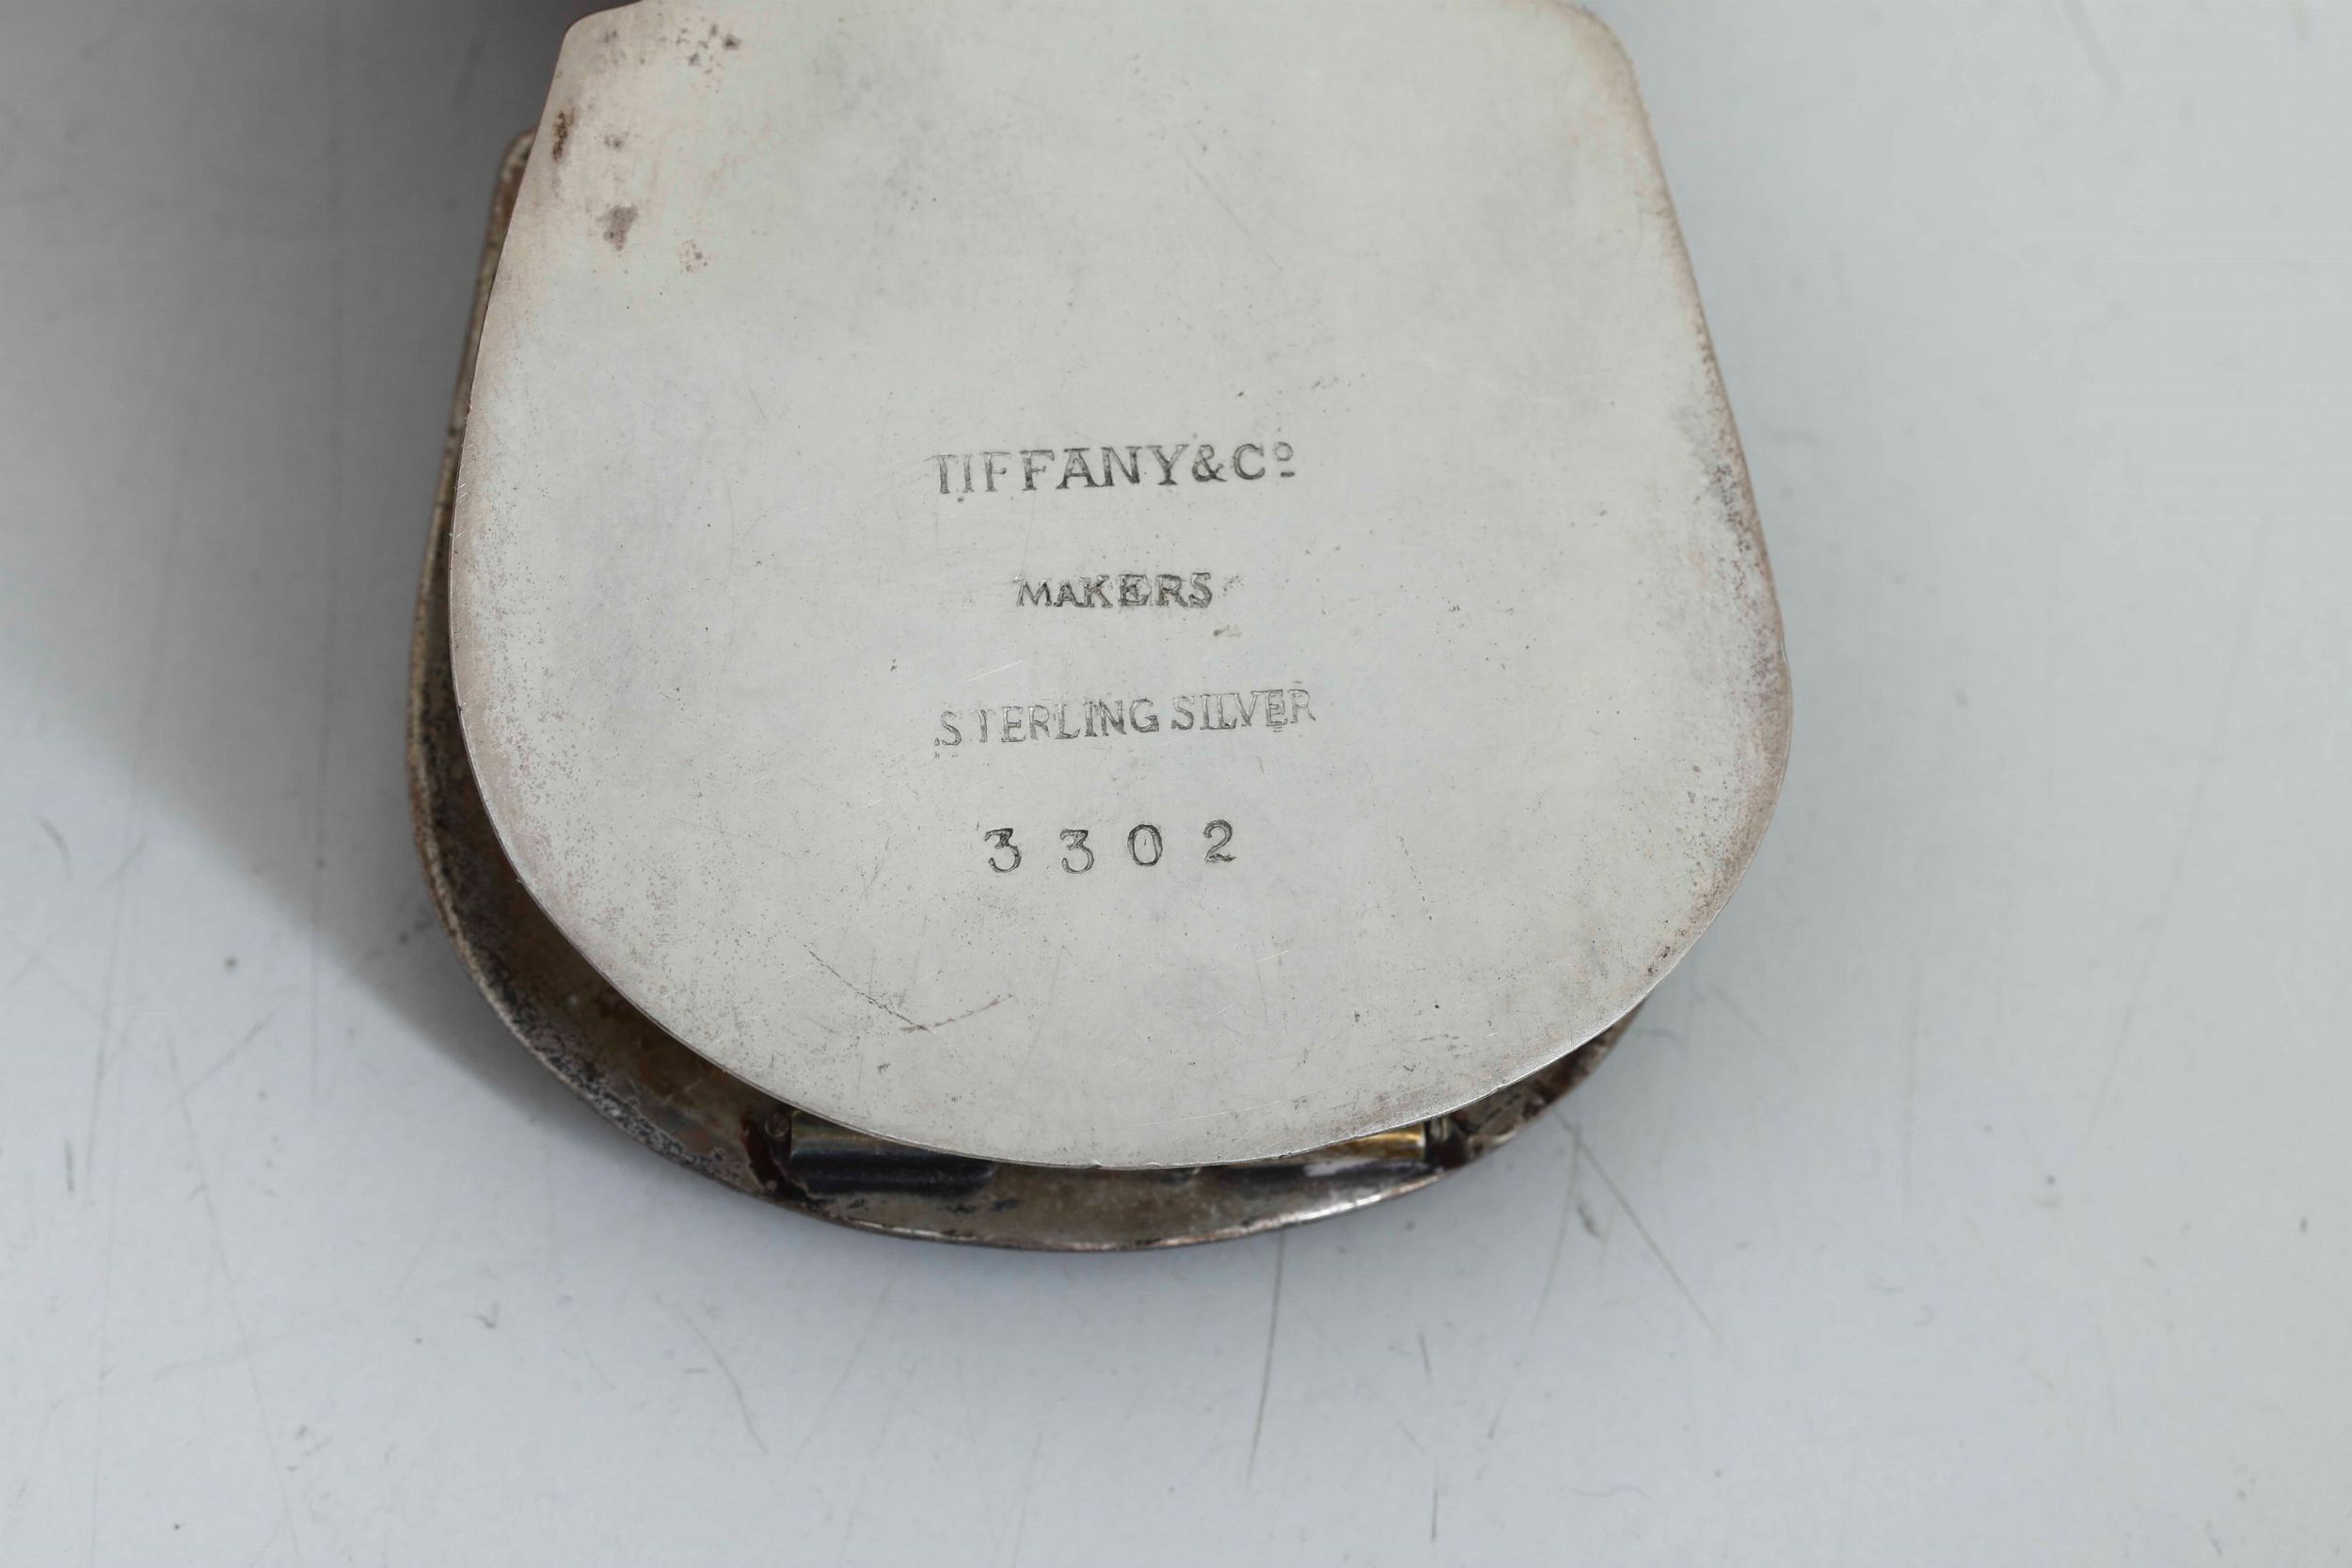 TIFFANY&Cº
MAKERS
STERLING SILVER
3302